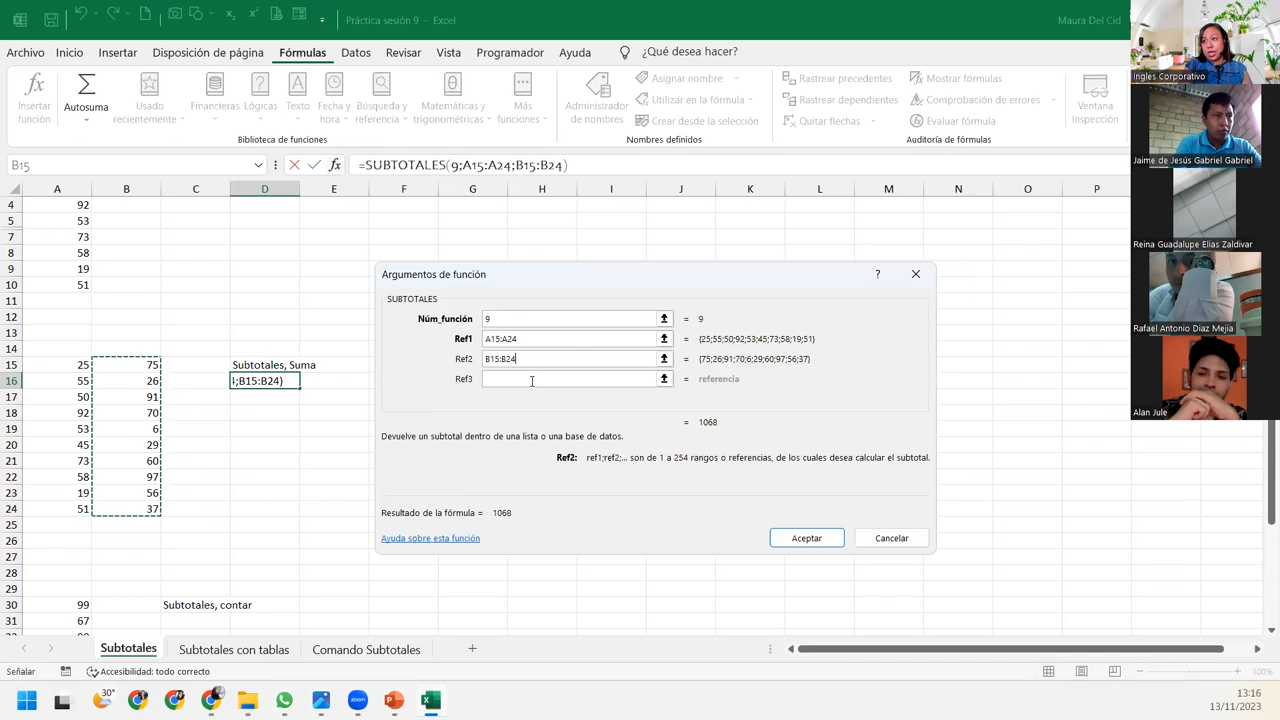 Práctica sesión 9 - Excel
Maura Del Cid
Archivo Inicio Insertar Disposición de página Fórmulas Datos Revisar Vista Programador Ayuda ¿Qué desea hacer?
Insertar función
Autosuma
Usado recientemente
Financieras
Lógicas
Texto
Fecha y hora
Búsqueda y referencia
Matemáticas y trigonométricas
Más funciones
Biblioteca de funciones
Administrador de nombres
Asignar nombre
Utilizar en la fórmula
Crear desde la selección
Nombres definidos
Rastrear precedentes
Rastrear dependientes
Quitar flechas
Mostrar fórmulas
Comprobación de errores
Evaluar fórmula
Auditoría de fórmulas
Ventana Inspección
B15 fx =SUBTOTALES(9;A15:A24;B15:B24)
A B C D E F G H I J K L M N O P
4 92
5 53
7 73
8 58
9 19
10 51
11
12
13
14
15 25 75 Subtotales, Suma
16 55 26 ;B15:B24)
17 50 91
18 92 70
19 53 6
20 45 29
21 73 60
22 58 97
23 19 56
24 51 37
25
26
27
28
29
30 99 Subtotales, contar
31 67
Argumentos de función ?
SUBTOTALES
Núm_función 9 = 9
Ref1 A15:A24 = {25;55;50;92;53;45;73;58;19;51}
Ref2 B15:B24 = {75;26;91;70;6;29;60;97;56;37}
Ref3 = referencia
= 1068
Devuelve un subtotal dentro de una lista o una base de datos.
Ref2: ref1;ref2;... son de 1 a 254 rangos o referencias, de los cuales desea calcular el subtotal.
Resultado de la fórmula = 1068
Ayuda sobre esta función
Aceptar Cancelar
Ingles Corporativo
Jaime de Jesús Gabriel Gabriel
Reina Guadalupe Elias Zaldivar
Rafael Antonio Diaz Mejia
Alan Jule
Subtotales Subtotales con tablas Comando Subtotales
Señalar Accesibilidad: todo correcto
100%
30°
zoom
13:16
13/11/2023